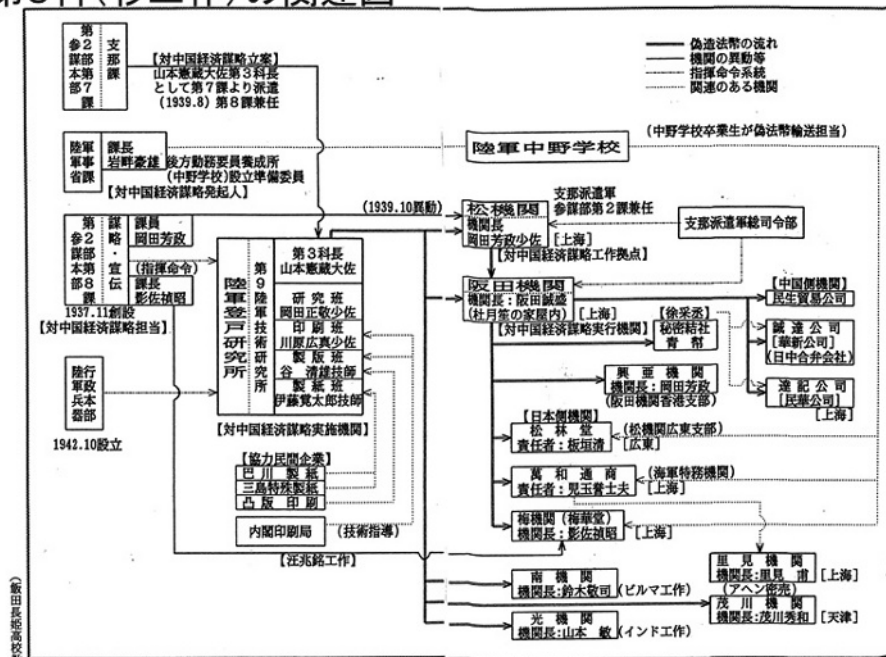 第3科(杉工作)の関連図
第2部第7課
参謀本部
支那課
【対中国経済謀略立案】
山本憲蔵大佐第3科長
として第7課より派遣
(1939.8) 第8課兼任
偽造法幣の流れ
機関の異動等
指揮命令系統
関連のある機関
陸軍省
軍事課
課長
岩畔豪雄
後方勤務要員養成所
(中野学校)設立準備委員
【対中国経済謀略発起人】
陸軍中野学校
(中野学校卒業生が偽法幣輸送担当)
(1939.10異動)
松機関
機関長
岡田芳政少佐
支那派遣軍
参謀部第2課兼任
[上海]
【対中国経済謀略工作拠点】
支那派遣軍総司令部
第2部第8課
参謀本部
謀略・宣伝
課員
岡田芳政
(指揮命令)
課長
影佐禎昭
1937.11創設
【対中国経済謀略担当】
陸軍登戸研究所
第9陸軍技術研究所
第3科長
山本憲蔵大佐
研究班
岡田正敬少佐
印刷班
川原広真少佐
製版班
谷 清雄技師
製紙班
伊藤覚太郎技師
【対中国経済謀略実施機関】
阪田機関
機関長:阪田誠盛
(杜月笙の家屋内)
[上海]
【対中国経済謀略実行機関】
【中国側機関】
民生貿易公司
【徐采丞】
秘密結社
青幇
誠達公司
[華新公司]
(日中合弁会社)
達記公司
[民華公司]
[上海]
興亜機関
機関長:岡田芳政
(阪田機関香港支部)
陸軍兵器
行政本部
1942.10設立
【日本側機関】
松林堂
責任者:板垣清
(松機関広東支部)
[広東]
【協力民間企業】
巴川製紙
三島特殊製紙
凸版印刷
萬和通商
責任者:児玉誉士夫
(海軍特務機関)
[上海]
内閣印刷局
(技術指導)
梅機関(梅華堂)
機関長:影佐禎昭
[上海]
【汪兆銘工作】
里見機関
機関長:里見 甫
[上海]
(アヘン密売)
南機関
機関長:鈴木敬司
(ビルマ工作)
茂川機関
機関長:茂川秀和
[天津]
光機関
機関長:山本 敏
(インド工作)
(飯田長姫高校